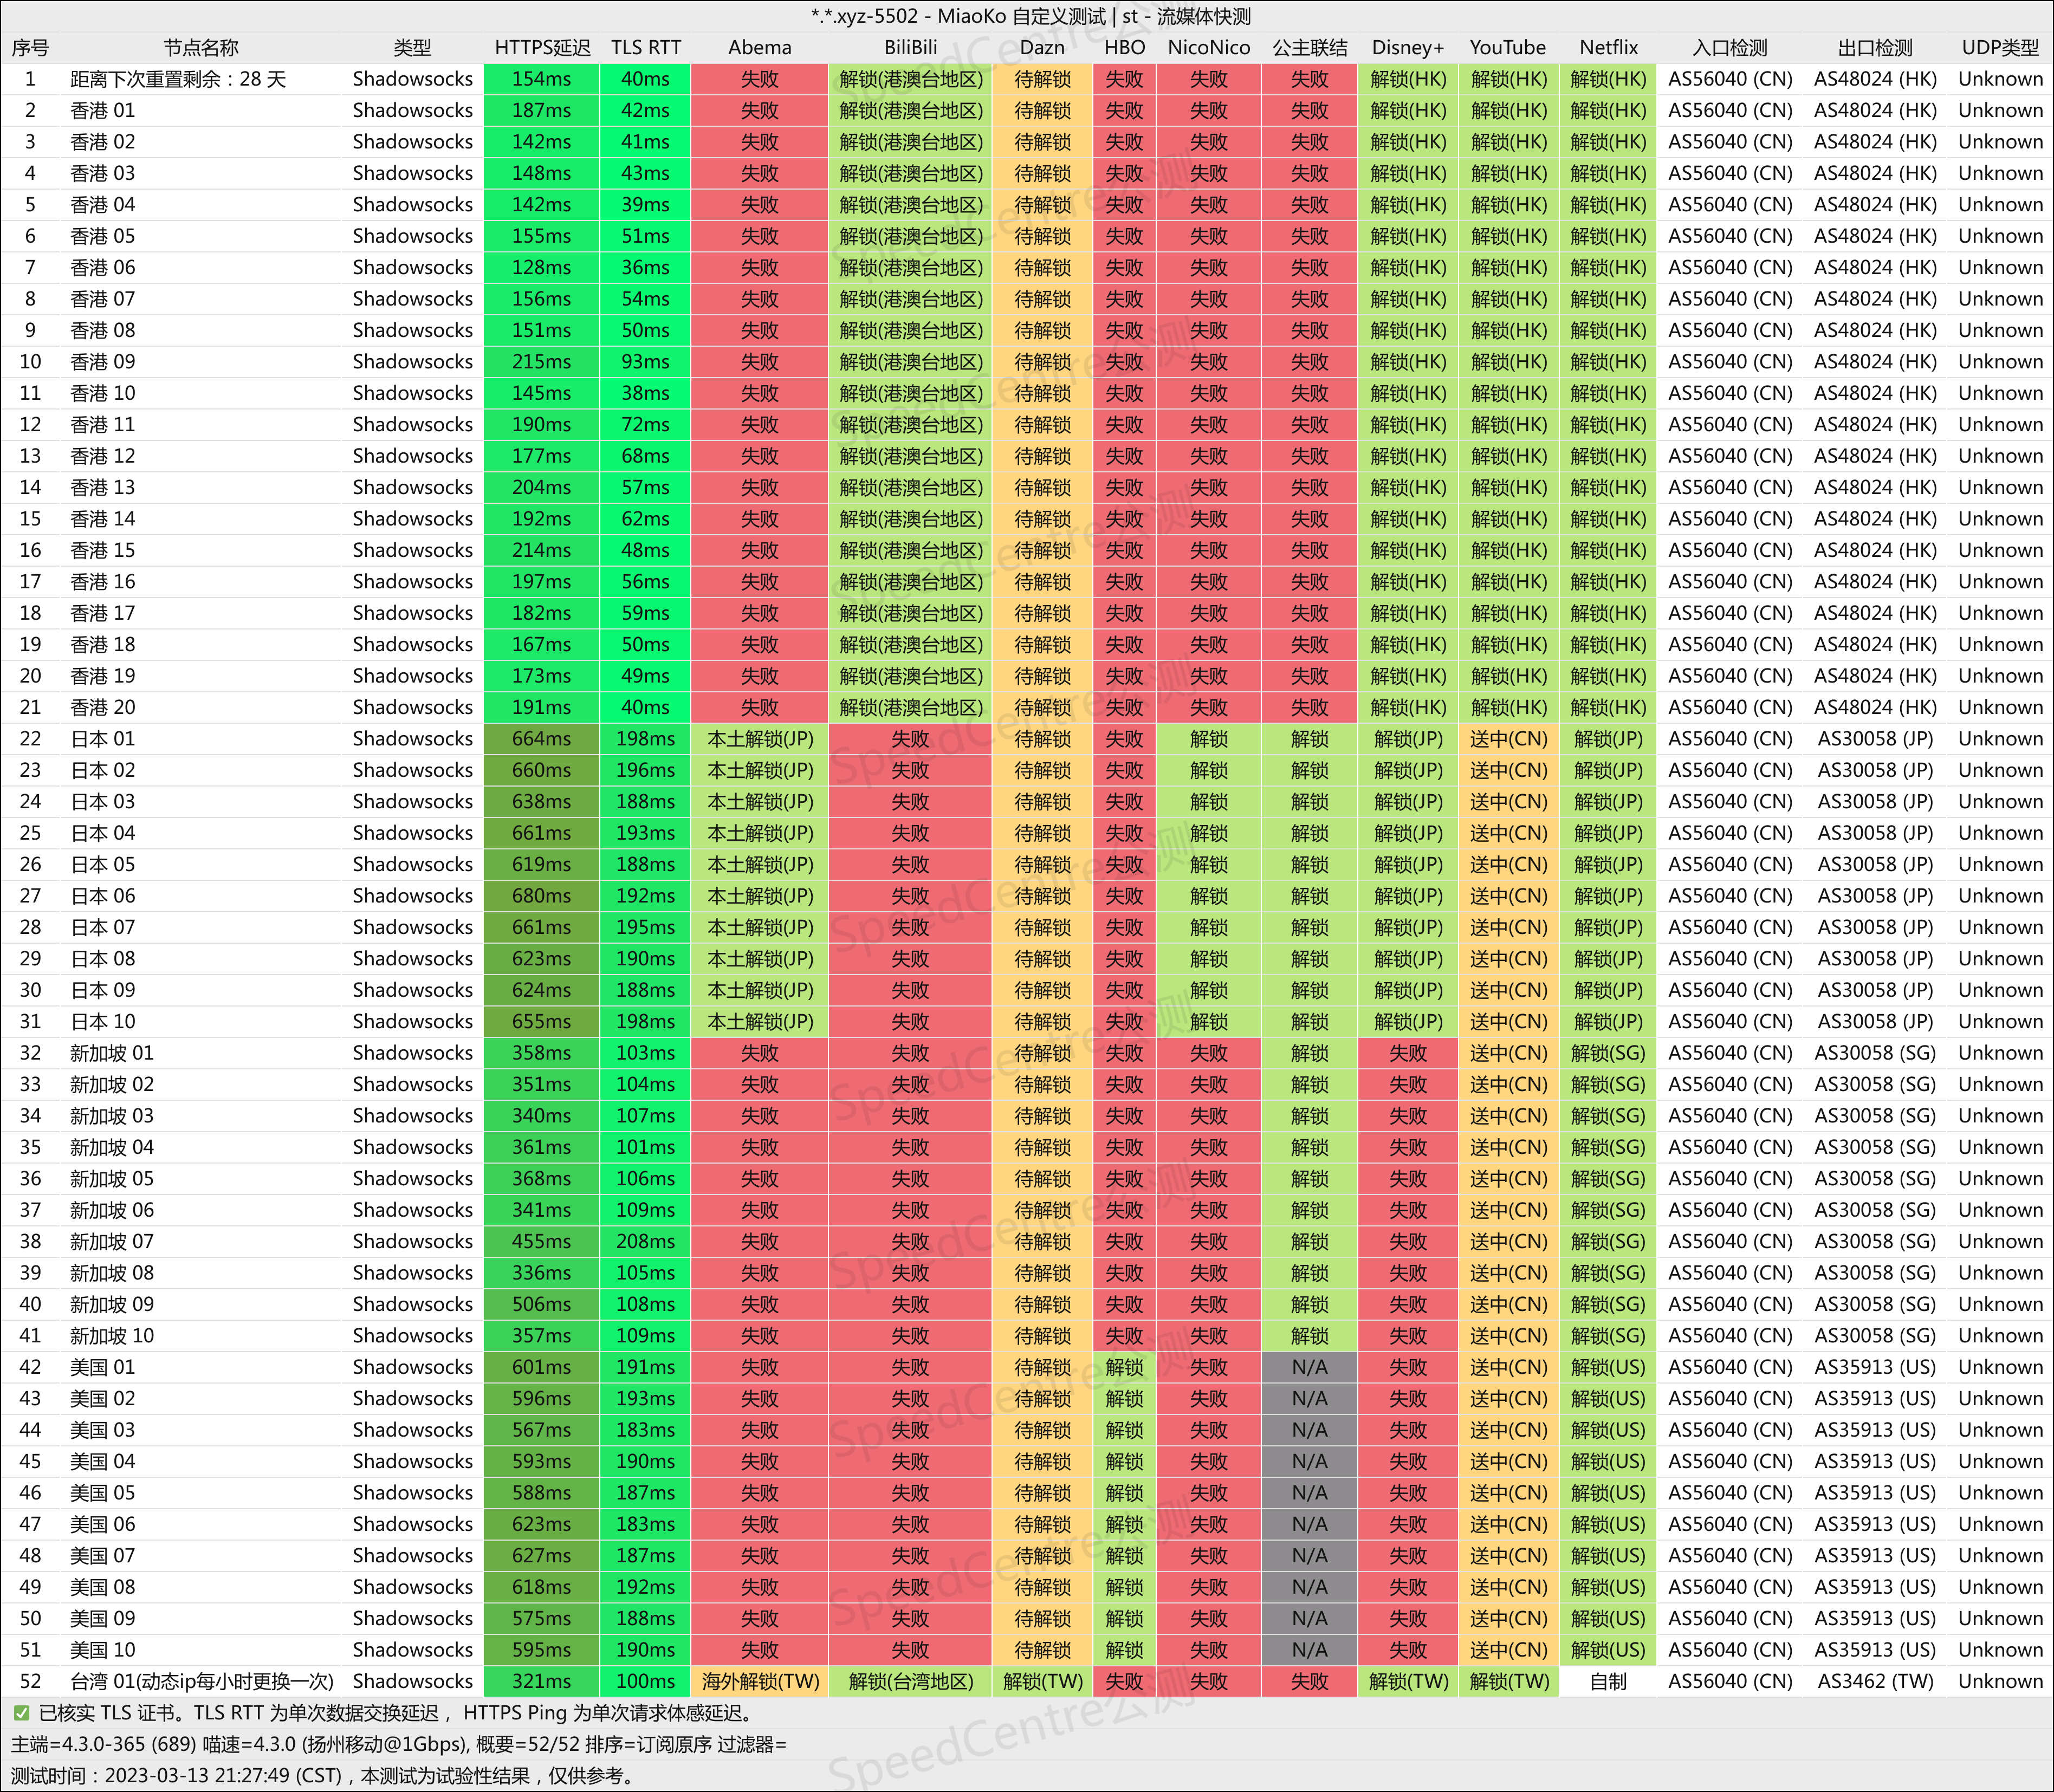 *.*.xyz-5502 - MiaoKo 自定义测试 | st - 流媒体快测
序号 节点名称 类型 HTTPS延迟 TLS RTT Abema BiliBili Dazn HBO NicoNico 公主联结 Disney+ YouTube Netflix 入口检测 出口检测 UDP类型
1 距离下次重置剩余：28 天 Shadowsocks 154ms 40ms 失败 解锁(港澳台地区) 待解锁 失败 失败 失败 解锁(HK) 解锁(HK) 解锁(HK) AS56040 (CN) AS48024 (HK) Unknown
2 香港 01 Shadowsocks 187ms 42ms 失败 解锁(港澳台地区) 待解锁 失败 失败 失败 解锁(HK) 解锁(HK) 解锁(HK) AS56040 (CN) AS48024 (HK) Unknown
3 香港 02 Shadowsocks 142ms 41ms 失败 解锁(港澳台地区) 待解锁 失败 失败 失败 解锁(HK) 解锁(HK) 解锁(HK) AS56040 (CN) AS48024 (HK) Unknown
4 香港 03 Shadowsocks 148ms 43ms 失败 解锁(港澳台地区) 待解锁 失败 失败 失败 解锁(HK) 解锁(HK) 解锁(HK) AS56040 (CN) AS48024 (HK) Unknown
5 香港 04 Shadowsocks 142ms 39ms 失败 解锁(港澳台地区) 待解锁 失败 失败 失败 解锁(HK) 解锁(HK) 解锁(HK) AS56040 (CN) AS48024 (HK) Unknown
6 香港 05 Shadowsocks 155ms 51ms 失败 解锁(港澳台地区) 待解锁 失败 失败 失败 解锁(HK) 解锁(HK) 解锁(HK) AS56040 (CN) AS48024 (HK) Unknown
7 香港 06 Shadowsocks 128ms 36ms 失败 解锁(港澳台地区) 待解锁 失败 失败 失败 解锁(HK) 解锁(HK) 解锁(HK) AS56040 (CN) AS48024 (HK) Unknown
8 香港 07 Shadowsocks 156ms 54ms 失败 解锁(港澳台地区) 待解锁 失败 失败 失败 解锁(HK) 解锁(HK) 解锁(HK) AS56040 (CN) AS48024 (HK) Unknown
9 香港 08 Shadowsocks 151ms 50ms 失败 解锁(港澳台地区) 待解锁 失败 失败 失败 解锁(HK) 解锁(HK) 解锁(HK) AS56040 (CN) AS48024 (HK) Unknown
10 香港 09 Shadowsocks 215ms 93ms 失败 解锁(港澳台地区) 待解锁 失败 失败 失败 解锁(HK) 解锁(HK) 解锁(HK) AS56040 (CN) AS48024 (HK) Unknown
11 香港 10 Shadowsocks 145ms 38ms 失败 解锁(港澳台地区) 待解锁 失败 失败 失败 解锁(HK) 解锁(HK) 解锁(HK) AS56040 (CN) AS48024 (HK) Unknown
12 香港 11 Shadowsocks 190ms 72ms 失败 解锁(港澳台地区) 待解锁 失败 失败 失败 解锁(HK) 解锁(HK) 解锁(HK) AS56040 (CN) AS48024 (HK) Unknown
13 香港 12 Shadowsocks 177ms 68ms 失败 解锁(港澳台地区) 待解锁 失败 失败 失败 解锁(HK) 解锁(HK) 解锁(HK) AS56040 (CN) AS48024 (HK) Unknown
14 香港 13 Shadowsocks 204ms 57ms 失败 解锁(港澳台地区) 待解锁 失败 失败 失败 解锁(HK) 解锁(HK) 解锁(HK) AS56040 (CN) AS48024 (HK) Unknown
15 香港 14 Shadowsocks 192ms 62ms 失败 解锁(港澳台地区) 待解锁 失败 失败 失败 解锁(HK) 解锁(HK) 解锁(HK) AS56040 (CN) AS48024 (HK) Unknown
16 香港 15 Shadowsocks 214ms 48ms 失败 解锁(港澳台地区) 待解锁 失败 失败 失败 解锁(HK) 解锁(HK) 解锁(HK) AS56040 (CN) AS48024 (HK) Unknown
17 香港 16 Shadowsocks 197ms 56ms 失败 解锁(港澳台地区) 待解锁 失败 失败 失败 解锁(HK) 解锁(HK) 解锁(HK) AS56040 (CN) AS48024 (HK) Unknown
18 香港 17 Shadowsocks 182ms 59ms 失败 解锁(港澳台地区) 待解锁 失败 失败 失败 解锁(HK) 解锁(HK) 解锁(HK) AS56040 (CN) AS48024 (HK) Unknown
19 香港 18 Shadowsocks 167ms 50ms 失败 解锁(港澳台地区) 待解锁 失败 失败 失败 解锁(HK) 解锁(HK) 解锁(HK) AS56040 (CN) AS48024 (HK) Unknown
20 香港 19 Shadowsocks 173ms 49ms 失败 解锁(港澳台地区) 待解锁 失败 失败 失败 解锁(HK) 解锁(HK) 解锁(HK) AS56040 (CN) AS48024 (HK) Unknown
21 香港 20 Shadowsocks 191ms 40ms 失败 解锁(港澳台地区) 待解锁 失败 失败 失败 解锁(HK) 解锁(HK) 解锁(HK) AS56040 (CN) AS48024 (HK) Unknown
22 日本 01 Shadowsocks 664ms 198ms 本土解锁(JP) 失败 待解锁 失败 解锁 解锁 解锁(JP) 送中(CN) 解锁(JP) AS56040 (CN) AS30058 (JP) Unknown
23 日本 02 Shadowsocks 660ms 196ms 本土解锁(JP) 失败 待解锁 失败 解锁 解锁 解锁(JP) 送中(CN) 解锁(JP) AS56040 (CN) AS30058 (JP) Unknown
24 日本 03 Shadowsocks 638ms 188ms 本土解锁(JP) 失败 待解锁 失败 解锁 解锁 解锁(JP) 送中(CN) 解锁(JP) AS56040 (CN) AS30058 (JP) Unknown
25 日本 04 Shadowsocks 661ms 193ms 本土解锁(JP) 失败 待解锁 失败 解锁 解锁 解锁(JP) 送中(CN) 解锁(JP) AS56040 (CN) AS30058 (JP) Unknown
26 日本 05 Shadowsocks 619ms 188ms 本土解锁(JP) 失败 待解锁 失败 解锁 解锁 解锁(JP) 送中(CN) 解锁(JP) AS56040 (CN) AS30058 (JP) Unknown
27 日本 06 Shadowsocks 680ms 192ms 本土解锁(JP) 失败 待解锁 失败 解锁 解锁 解锁(JP) 送中(CN) 解锁(JP) AS56040 (CN) AS30058 (JP) Unknown
28 日本 07 Shadowsocks 661ms 195ms 本土解锁(JP) 失败 待解锁 失败 解锁 解锁 解锁(JP) 送中(CN) 解锁(JP) AS56040 (CN) AS30058 (JP) Unknown
29 日本 08 Shadowsocks 623ms 190ms 本土解锁(JP) 失败 待解锁 失败 解锁 解锁 解锁(JP) 送中(CN) 解锁(JP) AS56040 (CN) AS30058 (JP) Unknown
30 日本 09 Shadowsocks 624ms 188ms 本土解锁(JP) 失败 待解锁 失败 解锁 解锁 解锁(JP) 送中(CN) 解锁(JP) AS56040 (CN) AS30058 (JP) Unknown
31 日本 10 Shadowsocks 655ms 198ms 本土解锁(JP) 失败 待解锁 失败 解锁 解锁 解锁(JP) 送中(CN) 解锁(JP) AS56040 (CN) AS30058 (JP) Unknown
32 新加坡 01 Shadowsocks 358ms 103ms 失败 失败 待解锁 失败 失败 解锁 失败 送中(CN) 解锁(SG) AS56040 (CN) AS30058 (SG) Unknown
33 新加坡 02 Shadowsocks 351ms 104ms 失败 失败 待解锁 失败 失败 解锁 失败 送中(CN) 解锁(SG) AS56040 (CN) AS30058 (SG) Unknown
34 新加坡 03 Shadowsocks 340ms 107ms 失败 失败 待解锁 失败 失败 解锁 失败 送中(CN) 解锁(SG) AS56040 (CN) AS30058 (SG) Unknown
35 新加坡 04 Shadowsocks 361ms 101ms 失败 失败 待解锁 失败 失败 解锁 失败 送中(CN) 解锁(SG) AS56040 (CN) AS30058 (SG) Unknown
36 新加坡 05 Shadowsocks 368ms 106ms 失败 失败 待解锁 失败 失败 解锁 失败 送中(CN) 解锁(SG) AS56040 (CN) AS30058 (SG) Unknown
37 新加坡 06 Shadowsocks 341ms 109ms 失败 失败 待解锁 失败 失败 解锁 失败 送中(CN) 解锁(SG) AS56040 (CN) AS30058 (SG) Unknown
38 新加坡 07 Shadowsocks 455ms 208ms 失败 失败 待解锁 失败 失败 解锁 失败 送中(CN) 解锁(SG) AS56040 (CN) AS30058 (SG) Unknown
39 新加坡 08 Shadowsocks 336ms 105ms 失败 失败 待解锁 失败 失败 解锁 失败 送中(CN) 解锁(SG) AS56040 (CN) AS30058 (SG) Unknown
40 新加坡 09 Shadowsocks 506ms 108ms 失败 失败 待解锁 失败 失败 解锁 失败 送中(CN) 解锁(SG) AS56040 (CN) AS30058 (SG) Unknown
41 新加坡 10 Shadowsocks 357ms 109ms 失败 失败 待解锁 失败 失败 解锁 失败 送中(CN) 解锁(SG) AS56040 (CN) AS30058 (SG) Unknown
42 美国 01 Shadowsocks 601ms 191ms 失败 失败 待解锁 解锁 失败 N/A 失败 送中(CN) 解锁(US) AS56040 (CN) AS35913 (US) Unknown
43 美国 02 Shadowsocks 596ms 193ms 失败 失败 待解锁 解锁 失败 N/A 失败 送中(CN) 解锁(US) AS56040 (CN) AS35913 (US) Unknown
44 美国 03 Shadowsocks 567ms 183ms 失败 失败 待解锁 解锁 失败 N/A 失败 送中(CN) 解锁(US) AS56040 (CN) AS35913 (US) Unknown
45 美国 04 Shadowsocks 593ms 190ms 失败 失败 待解锁 解锁 失败 N/A 失败 送中(CN) 解锁(US) AS56040 (CN) AS35913 (US) Unknown
46 美国 05 Shadowsocks 588ms 187ms 失败 失败 待解锁 解锁 失败 N/A 失败 送中(CN) 解锁(US) AS56040 (CN) AS35913 (US) Unknown
47 美国 06 Shadowsocks 623ms 183ms 失败 失败 待解锁 解锁 失败 N/A 失败 送中(CN) 解锁(US) AS56040 (CN) AS35913 (US) Unknown
48 美国 07 Shadowsocks 627ms 187ms 失败 失败 待解锁 解锁 失败 N/A 失败 送中(CN) 解锁(US) AS56040 (CN) AS35913 (US) Unknown
49 美国 08 Shadowsocks 618ms 192ms 失败 失败 待解锁 解锁 失败 N/A 失败 送中(CN) 解锁(US) AS56040 (CN) AS35913 (US) Unknown
50 美国 09 Shadowsocks 575ms 188ms 失败 失败 待解锁 解锁 失败 N/A 失败 送中(CN) 解锁(US) AS56040 (CN) AS35913 (US) Unknown
51 美国 10 Shadowsocks 595ms 190ms 失败 失败 待解锁 解锁 失败 N/A 失败 送中(CN) 解锁(US) AS56040 (CN) AS35913 (US) Unknown
52 台湾 01(动态ip每小时更换一次) Shadowsocks 321ms 100ms 海外解锁(TW) 解锁(台湾地区) 解锁(TW) 失败 失败 失败 解锁(TW) 解锁(TW) 自制 AS56040 (CN) AS3462 (TW) Unknown
✅ 已核实 TLS 证书。TLS RTT 为单次数据交换延迟， HTTPS Ping 为单次请求体感延迟。
主端=4.3.0-365 (689) 喵速=4.3.0 (扬州移动@1Gbps), 概要=52/52 排序=订阅原序 过滤器=
测试时间：2023-03-13 21:27:49 (CST)，本测试为试验性结果，仅供参考。
SpeedCentre公测